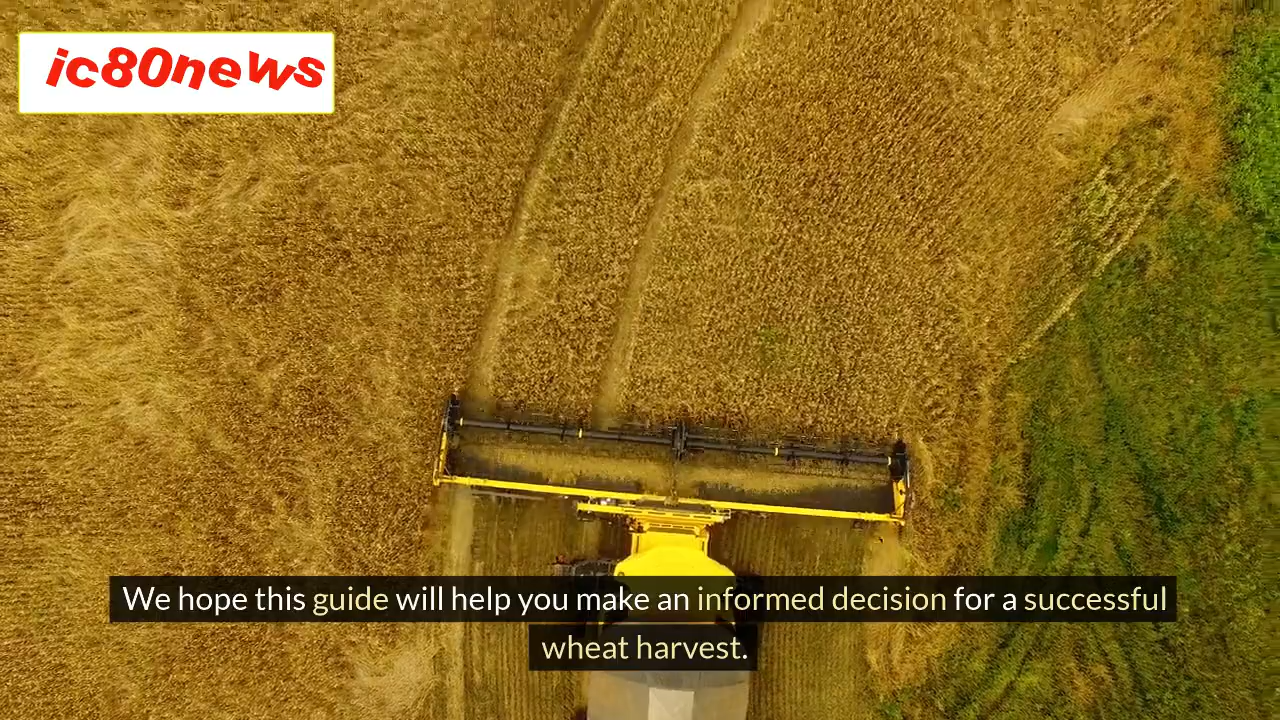 ic80news
We hope this guide will help you make an informed decision for a successful
wheat harvest.